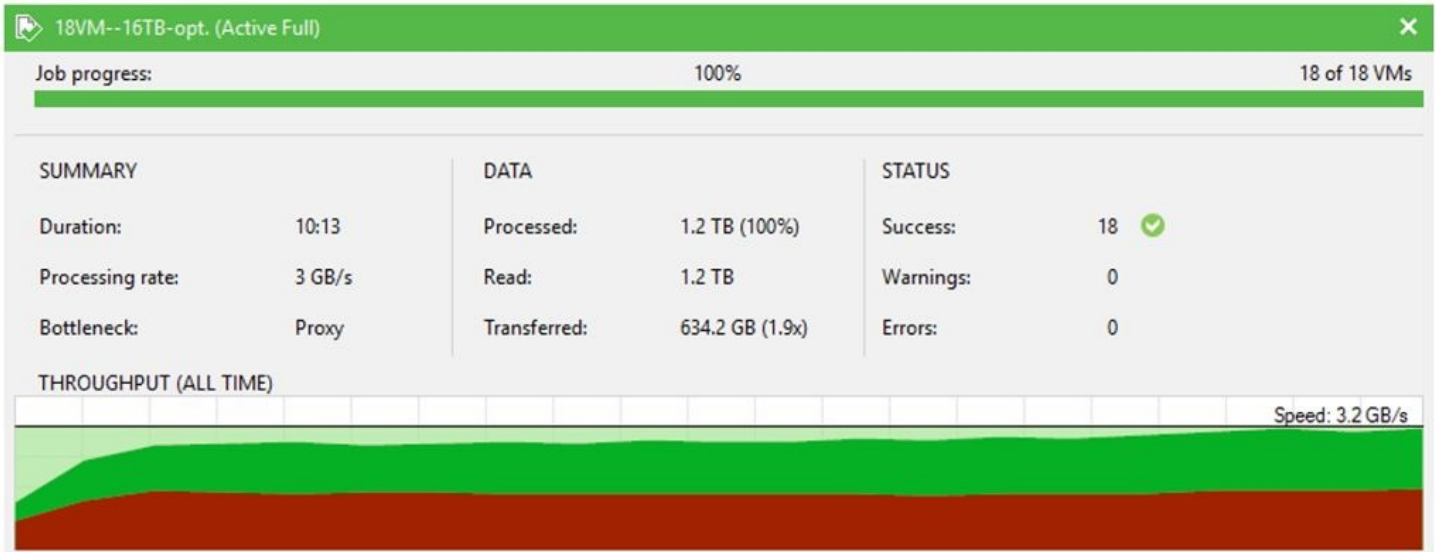 18VM--16TB-opt. (Active Full)
Job progress: 100% 18 of 18 VMs
SUMMARY DATA STATUS
Duration: 10:13 Processed: 1.2 TB (100%) Success: 18
Processing rate: 3 GB/s Read: 1.2 TB Warnings: 0
Bottleneck: Proxy Transferred: 634.2 GB (1.9x) Errors: 0
THROUGHPUT (ALL TIME)
Speed: 3.2 GB/s